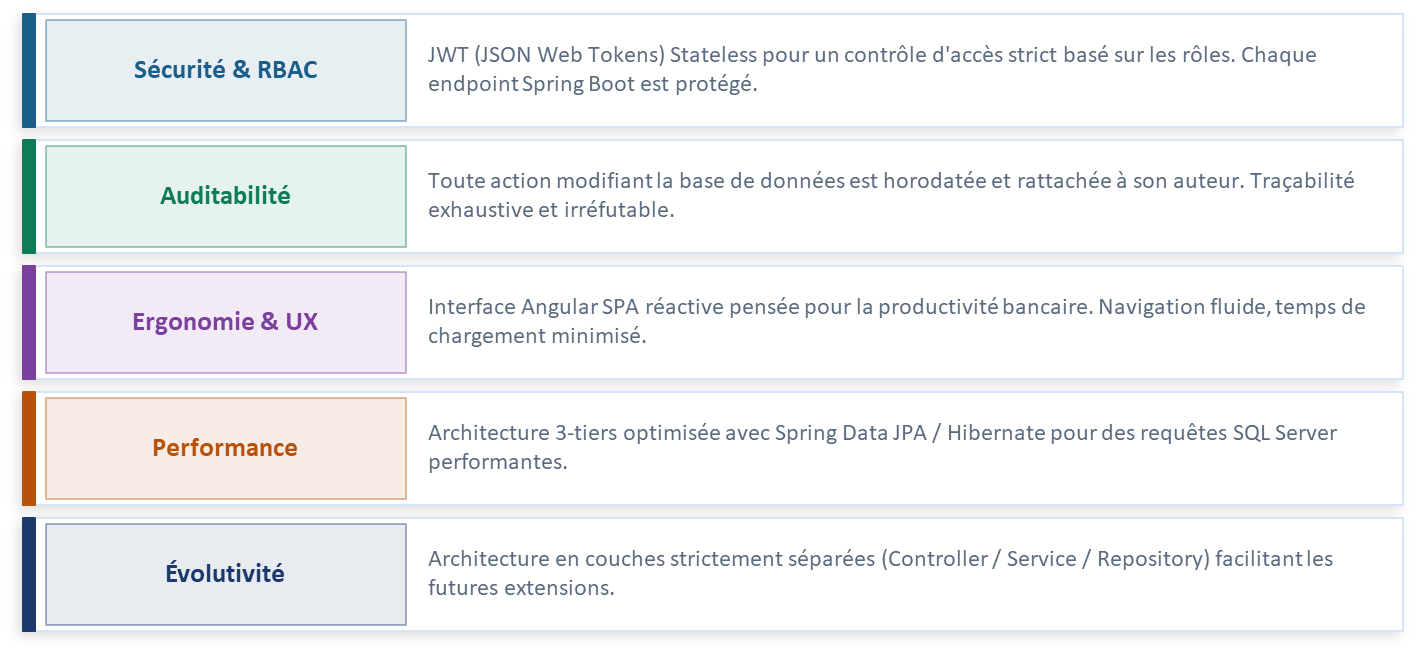 Sécurité & RBAC
JWT (JSON Web Tokens) Stateless pour un contrôle d'accès strict basé sur les rôles. Chaque
endpoint Spring Boot est protégé.
Auditabilité
Toute action modifiant la base de données est horodatée et rattachée à son auteur. Traçabilité
exhaustive et irréfutable.
Ergonomie & UX
Interface Angular SPA réactive pensée pour la productivité bancaire. Navigation fluide, temps de
chargement minimisé.
Performance
Architecture 3-tiers optimisée avec Spring Data JPA / Hibernate pour des requêtes SQL Server
performantes.
Évolutivité
Architecture en couches strictement séparées (Controller / Service / Repository) facilitant les
futures extensions.